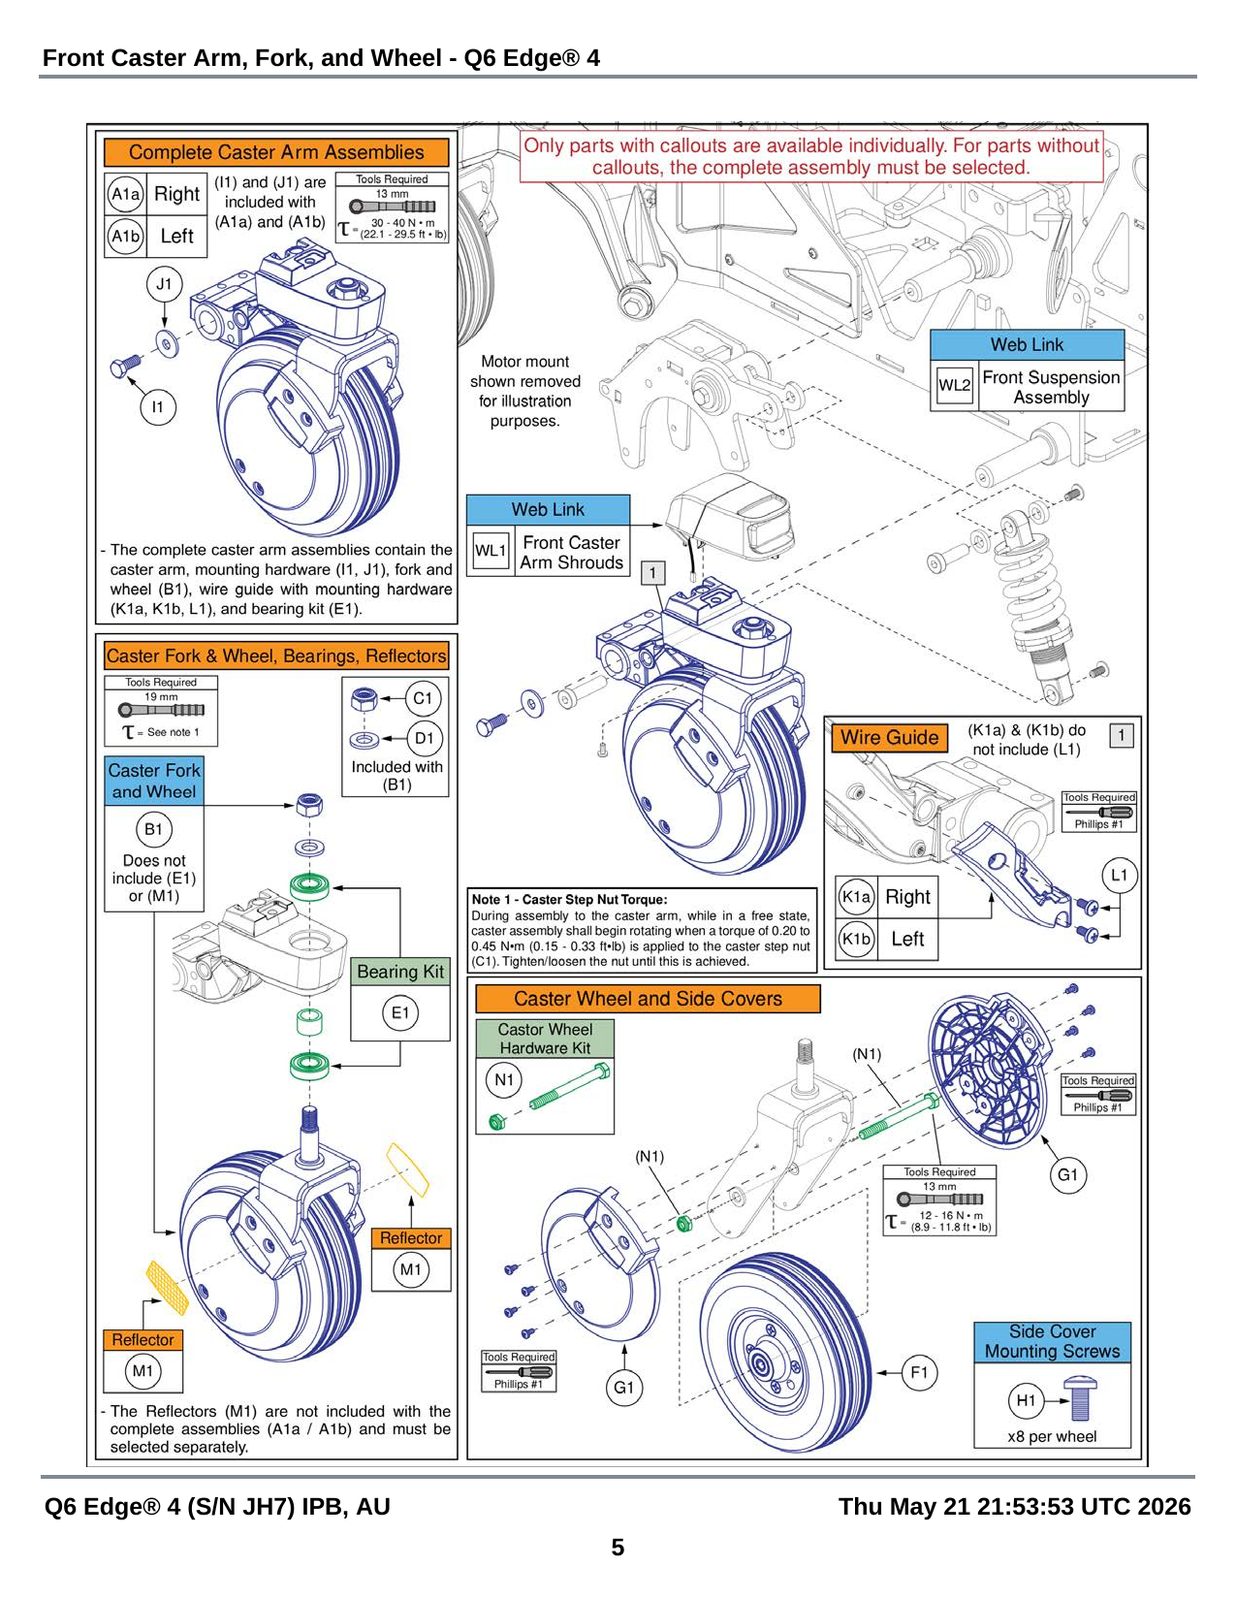 Front Caster Arm, Fork, and Wheel - Q6 Edge® 4
Complete Caster Arm Assemblies
A1a Right
A1b Left
(I1) and (J1) are
included with
(A1a) and (A1b)
Tools Required
13 mm
τ = 30 - 40 N • m
(22.1 - 29.5 ft • lb)
J1
I1
- The complete caster arm assemblies contain the
caster arm, mounting hardware (I1, J1), fork and
wheel (B1), wire guide with mounting hardware
(K1a, K1b, L1), and bearing kit (E1).
Only parts with callouts are available individually. For parts without
callouts, the complete assembly must be selected.
Motor mount
shown removed
for illustration
purposes.
Web Link
WL2 Front Suspension
Assembly
Web Link
WL1 Front Caster
Arm Shrouds
1
Caster Fork & Wheel, Bearings, Reflectors
Tools Required
19 mm
τ = See note 1
C1
D1
Included with
(B1)
Caster Fork
and Wheel
B1
Does not
include (E1)
or (M1)
Bearing Kit
E1
Reflector
M1
Reflector
M1
- The Reflectors (M1) are not included with the
complete assemblies (A1a / A1b) and must be
selected separately.
Wire Guide
(K1a) & (K1b) do
not include (L1)
1
Tools Required
Phillips #1
L1
K1a Right
K1b Left
Note 1 - Caster Step Nut Torque:
During assembly to the caster arm, while in a free state,
caster assembly shall begin rotating when a torque of 0.20 to
0.45 N•m (0.15 - 0.33 ft•lb) is applied to the caster step nut
(C1). Tighten/loosen the nut until this is achieved.
Caster Wheel and Side Covers
Castor Wheel
Hardware Kit
N1
(N1)
(N1)
Tools Required
Phillips #1
G1
Tools Required
13 mm
τ = 12 - 16 N • m
(8.9 - 11.8 ft • lb)
Tools Required
Phillips #1
G1
F1
Side Cover
Mounting Screws
H1
x8 per wheel
Q6 Edge® 4 (S/N JH7) IPB, AU
Thu May 21 21:53:53 UTC 2026
5